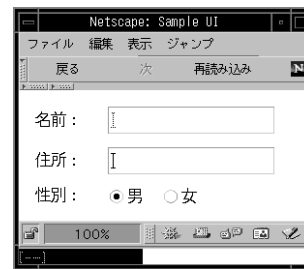 Netscape: Sample UI
ファイル 編集 表示 ジャンプ
戻る 次 再読み込み N
名前：
住所：
性別： 男 女
100%
[---]